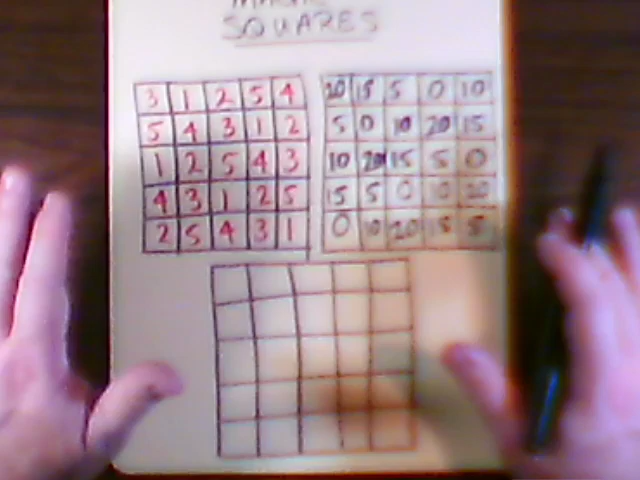 SQUARES
3 1 2 5 4
5 4 3 1 2
1 2 5 4 3
4 3 1 2 5
2 5 4 3 1
20 15 5 0 10
5 0 10 20 15
10 20 15 5 0
15 5 0 10 20
0 10 20 15 5